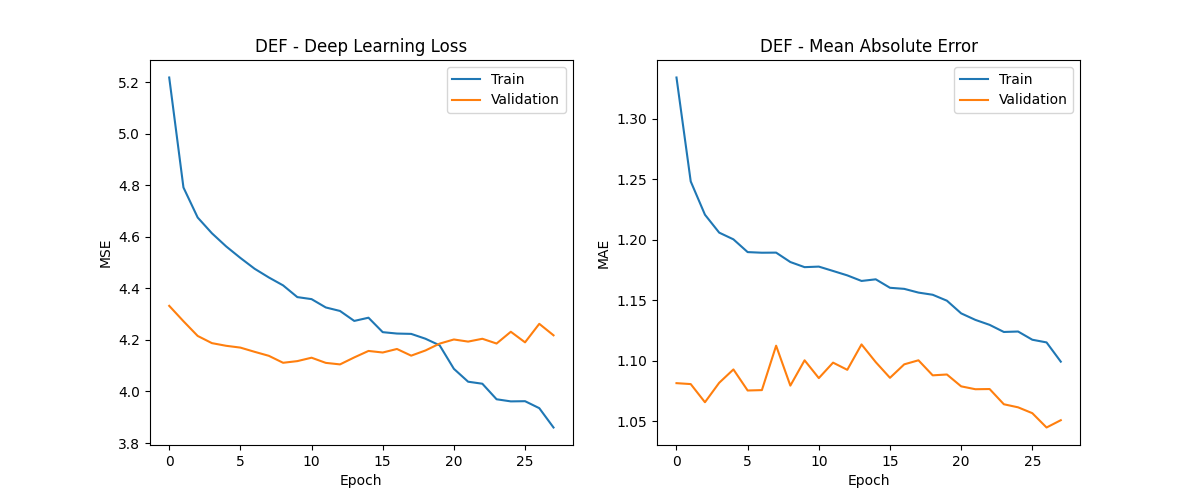 DEF - Deep Learning Loss
Train
Validation
5.2
5.0
4.8
4.6
4.4
4.2
4.0
3.8
MSE
0 5 10 15 20 25
Epoch
DEF - Mean Absolute Error
Train
Validation
1.30
1.25
1.20
1.15
1.10
1.05
MAE
0 5 10 15 20 25
Epoch